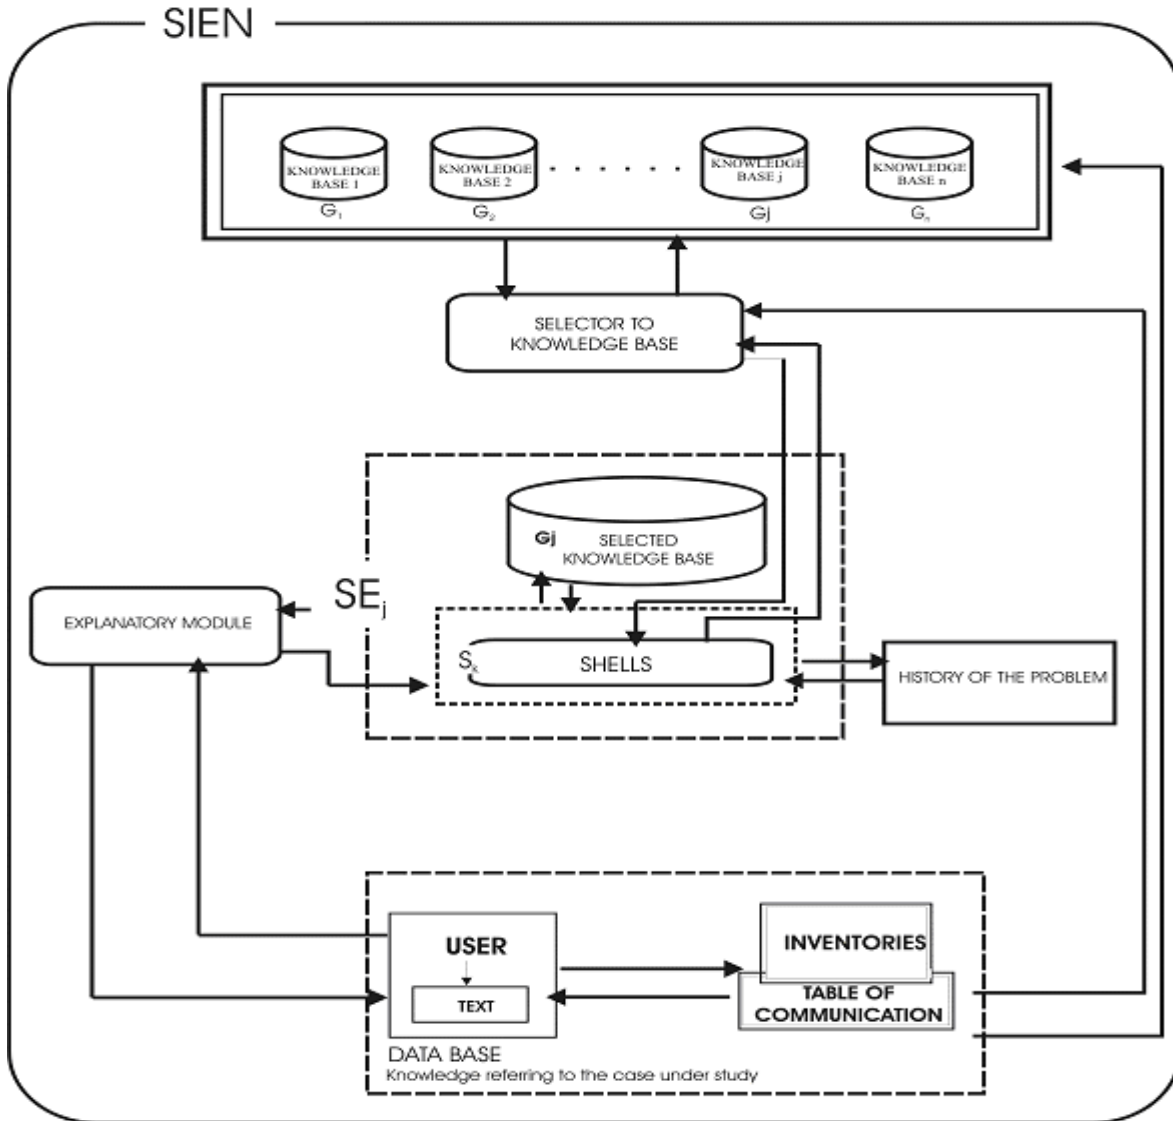 SIEN
KNOWLEDGE
BASE 1
G₁
KNOWLEDGE
BASE 2
G₂
. . . . . .
KNOWLEDGE
BASE j
Gj
KNOWLEDGE
BASE n
Gₙ
SELECTOR TO
KNOWLEDGE BASE
Gj
SELECTED
KNOWLEDGE BASE
SEⱼ
EXPLANATORY MODULE
Sₖ
SHELLS
HISTORY OF THE PROBLEM
USER
TEXT
INVENTORIES
TABLE OF
COMMUNICATION
DATA BASE
Knowledge referring to the case under study